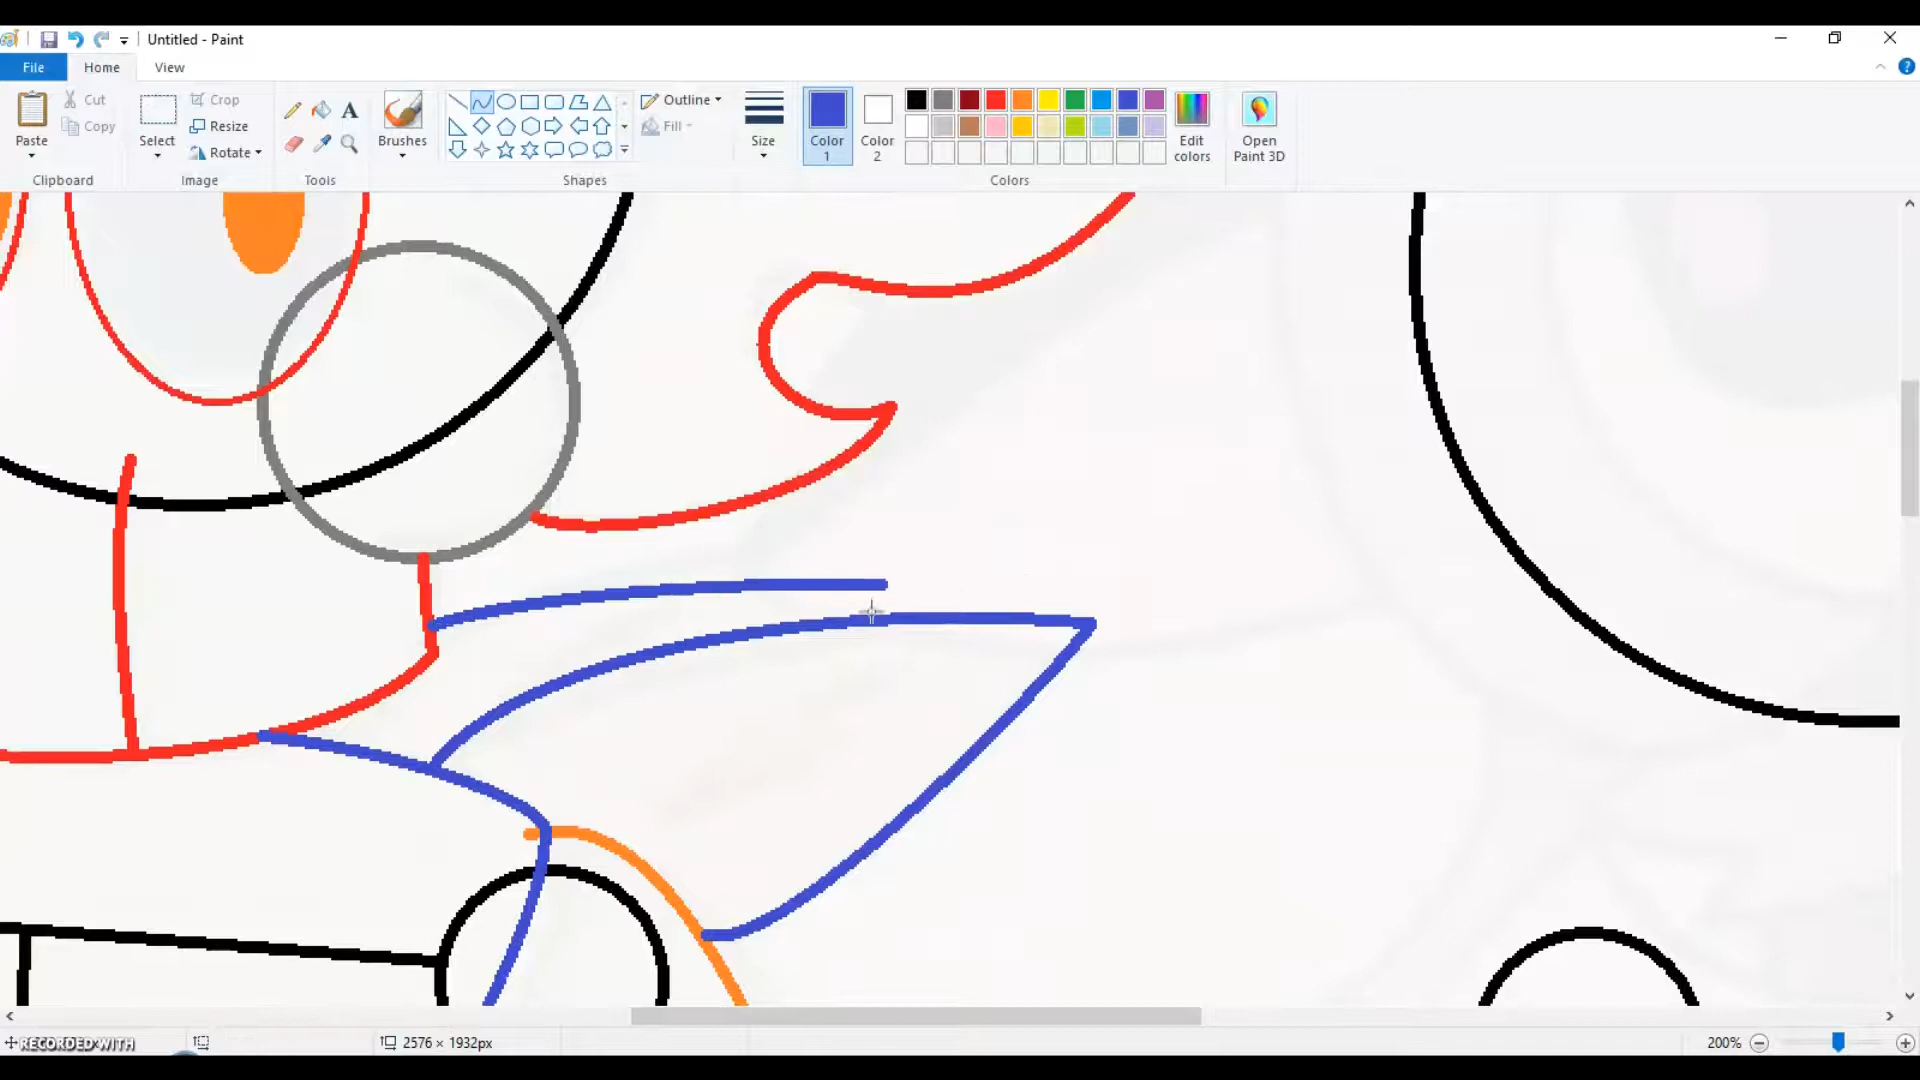 Untitled - Paint
File Home View
Paste Cut Copy
Clipboard
Select Crop Resize Rotate
Image
A
Tools
Brushes
Outline Fill
Shapes
Size
Color 1
Color 2
Edit colors
Colors
Open Paint 3D
RECORDED WITH
2576 × 1932px
200%